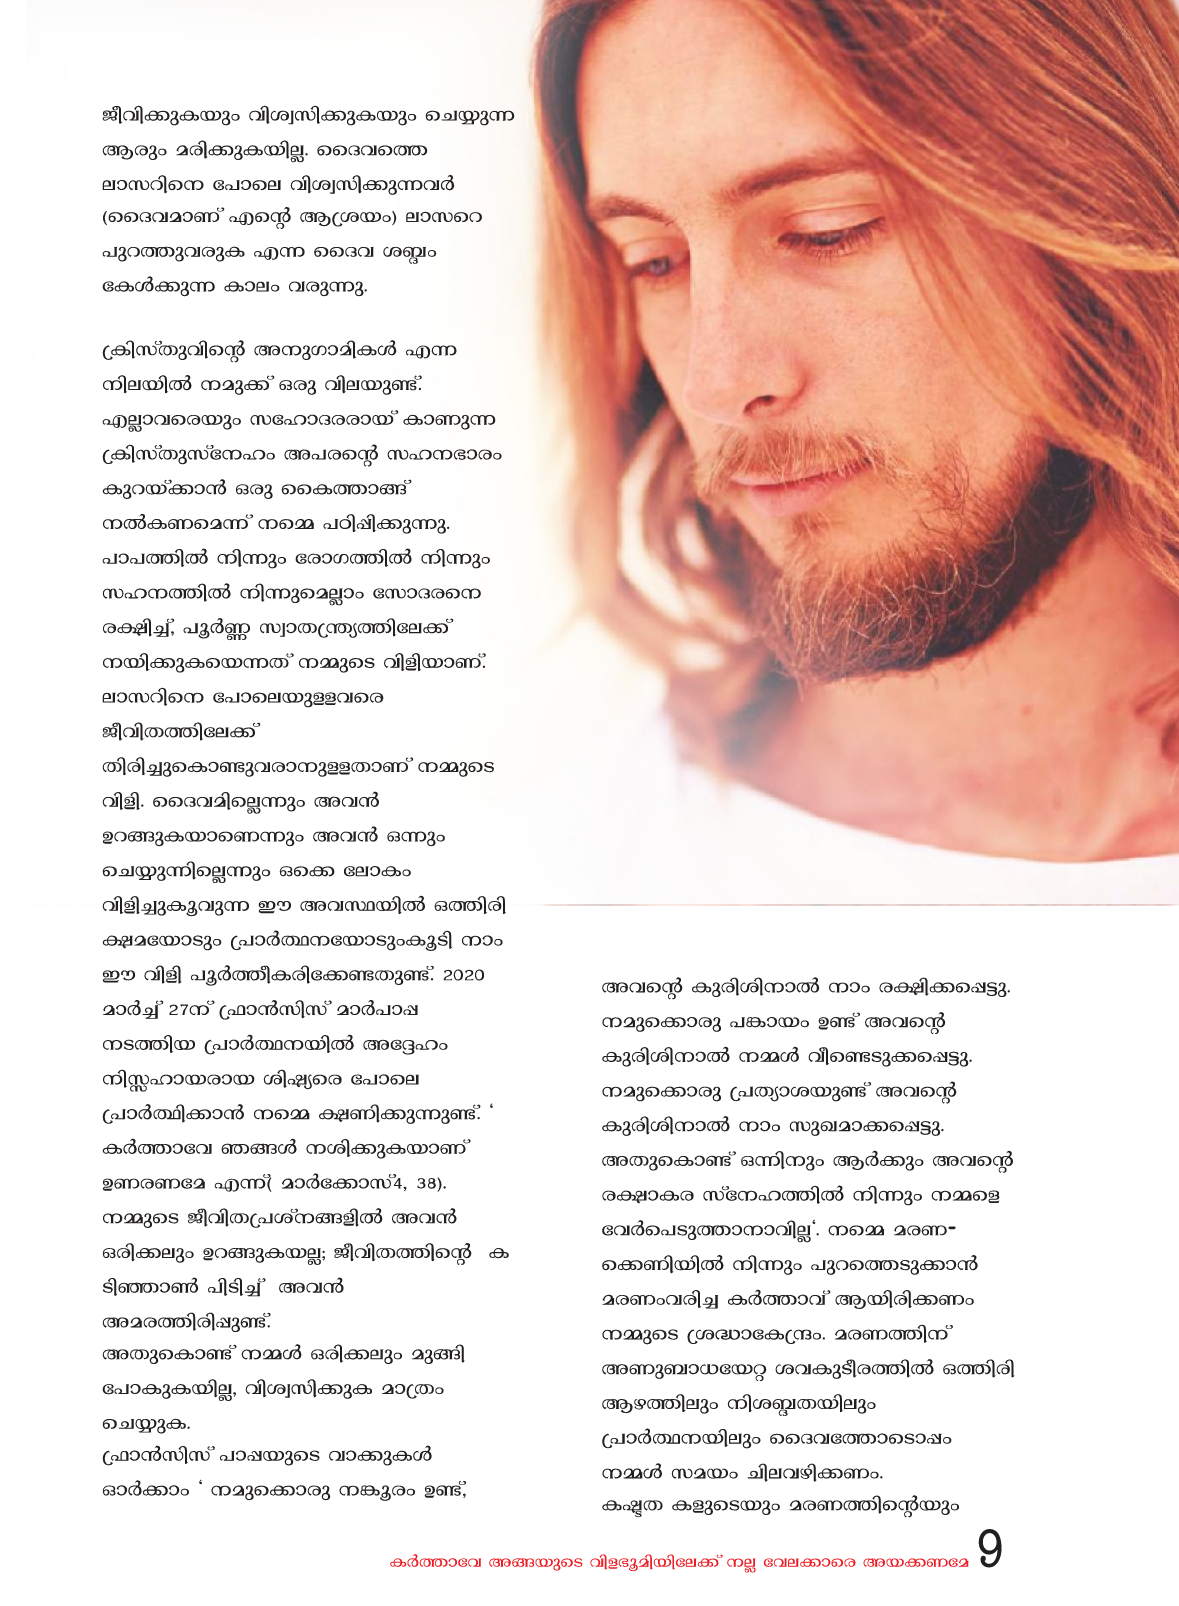 ജീവിക്കുകയും വിശ്വസിക്കുകയും ചെയ്യുന്ന
ആരും മരിക്കുകയില്ല. ദൈവത്തെ
ലാസറിനെ പോലെ വിശ്വസിക്കുന്നവർ
(ദൈവമാണ് എന്റെ ആശ്രയം) ലാസറെ
പുറത്തുവരുക എന്ന ദൈവ ശബ്ദം
കേൾക്കുന്ന കാലം വരുന്നു.
ക്രിസ്തുവിന്റെ അനുഗാമികൾ എന്ന
നിലയിൽ നമുക്ക് ഒരു വിലയുണ്ട്.
എല്ലാവരെയും സഹോദരരായ് കാണുന്ന
ക്രിസ്തുസ്നേഹം അപരന്റെ സഹനഭാരം
കുറയ്ക്കാൻ ഒരു കൈത്താങ്ങ്
നൽകണമെന്ന് നമ്മെ പഠിപ്പിക്കുന്നു.
പാപത്തിൽ നിന്നും രോഗത്തിൽ നിന്നും
സഹനത്തിൽ നിന്നുമെല്ലാം സോദരനെ
രക്ഷിച്ച്, പൂർണ്ണ സ്വാതന്ത്ര്യത്തിലേക്ക്
നയിക്കുകയെന്നത് നമ്മുടെ വിളിയാണ്.
ലാസറിനെ പോലെയുളളവരെ
ജീവിതത്തിലേക്ക്
തിരിച്ചുകൊണ്ടുവരാനുളളതാണ് നമ്മുടെ
വിളി. ദൈവമില്ലെന്നും അവൻ
ഉറങ്ങുകയാണെന്നും അവൻ ഒന്നും
ചെയ്യുന്നില്ലെന്നും ഒക്കെ ലോകം
വിളിച്ചുകൂവുന്ന ഈ അവസ്ഥയിൽ ഒത്തിരി
ക്ഷമയോടും പ്രാർത്ഥനയോടുംകൂടി നാം
ഈ വിളി പൂർത്തീകരിക്കേണ്ടതുണ്ട്. 2020
മാർച്ച് 27ന് ഫ്രാൻസിസ് മാർപാപ്പ
നടത്തിയ പ്രാർത്ഥനയിൽ അദ്ദേഹം
നിസ്സഹായരായ ശിഷ്യരെ പോലെ
പ്രാർത്ഥിക്കാൻ നമ്മെ ക്ഷണിക്കുന്നുണ്ട്. ‘
കർത്താവേ ഞങ്ങൾ നശിക്കുകയാണ്
ഉണരണമേ എന്ന്( മാർക്കോസ്4, 38).
നമ്മുടെ ജീവിതപ്രശ്നങ്ങളിൽ അവൻ
ഒരിക്കലും ഉറങ്ങുകയല്ല; ജീവിതത്തിന്റെ ക
ടിഞ്ഞാൺ പിടിച്ച് അവൻ
അമരത്തിരിപ്പുണ്ട്.
അതുകൊണ്ട് നമ്മൾ ഒരിക്കലും മുങ്ങി
പോകുകയില്ല, വിശ്വസിക്കുക മാത്രം
ചെയ്യുക.
ഫ്രാൻസിസ് പാപ്പയുടെ വാക്കുകൾ
ഓർക്കാം ‘ നമുക്കൊരു നങ്കൂരം ഉണ്ട്,
അവന്റെ കുരിശിനാൽ നാം രക്ഷിക്കപ്പെട്ടു.
നമുക്കൊരു പങ്കായം ഉണ്ട് അവന്റെ
കുരിശിനാൽ നമ്മൾ വീണ്ടെടുക്കപ്പെട്ടു.
നമുക്കൊരു പ്രത്യാശയുണ്ട് അവന്റെ
കുരിശിനാൽ നാം സുഖമാക്കപ്പെട്ടു.
അതുകൊണ്ട് ഒന്നിനും ആർക്കും അവന്റെ
രക്ഷാകര സ്നേഹത്തിൽ നിന്നും നമ്മളെ
വേർപെടുത്താനാവില്ല‘. നമ്മെ മരണ-
ക്കെണിയിൽ നിന്നും പുറത്തെടുക്കാൻ
മരണംവരിച്ച കർത്താവ് ആയിരിക്കണം
നമ്മുടെ ശ്രദ്ധാകേന്ദ്രം. മരണത്തിന്
അണുബാധയേറ്റ ശവകുടീരത്തിൽ ഒത്തിരി
ആഴത്തിലും നിശബ്ദതയിലും
പ്രാർത്ഥനയിലും ദൈവത്തോടൊപ്പം
നമ്മൾ സമയം ചിലവഴിക്കണം.
കഷ്ടത കളുടെയും മരണത്തിന്റെയും
കർത്താവേ അങ്ങയുടെ വിളഭൂമിയിലേക്ക് നല്ല വേലക്കാരെ അയക്കണമേ 9